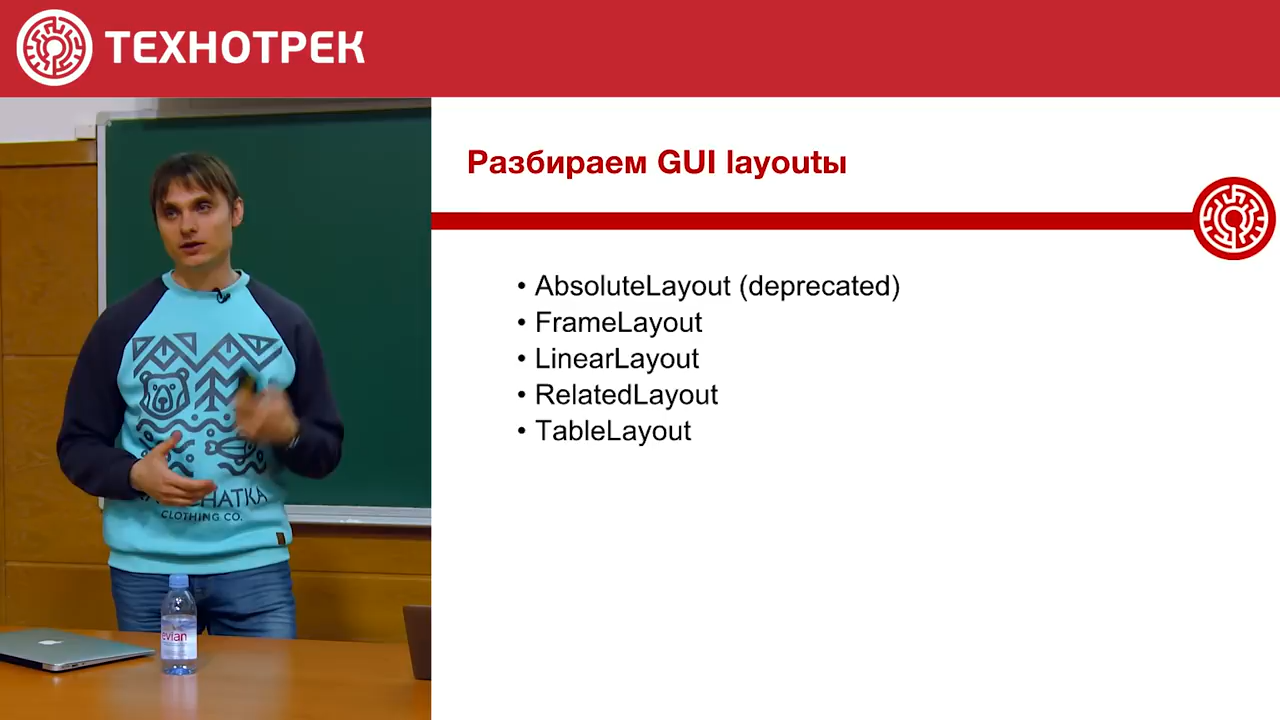 ТЕХНОТРЕК
Разбираем GUI layoutы
• AbsoluteLayout (deprecated)
• FrameLayout
• LinearLayout
• RelatedLayout
• TableLayout
CLOTHING CO.
evian